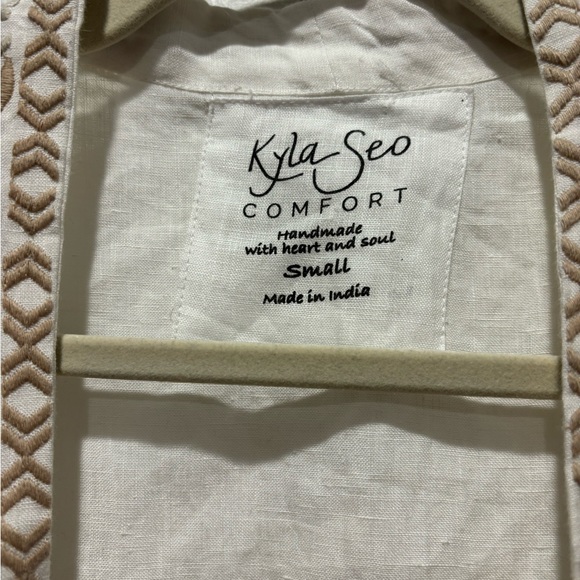 Kyla Seo
COMFORT
Handmade
with heart and soul
Small
Made in India